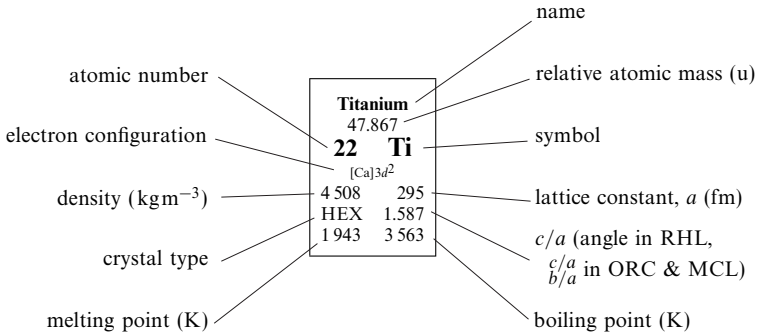 name
atomic number
relative atomic mass (u)
Titanium
47.867
electron configuration
22 Ti
symbol
[Ca]3d²
density (kg m⁻³)
4 508 295
lattice constant, a (fm)
HEX 1.587
c/a (angle in RHL,
crystal type
1 943 3 563
c/a
b/a in ORC & MCL)
melting point (K)
boiling point (K)